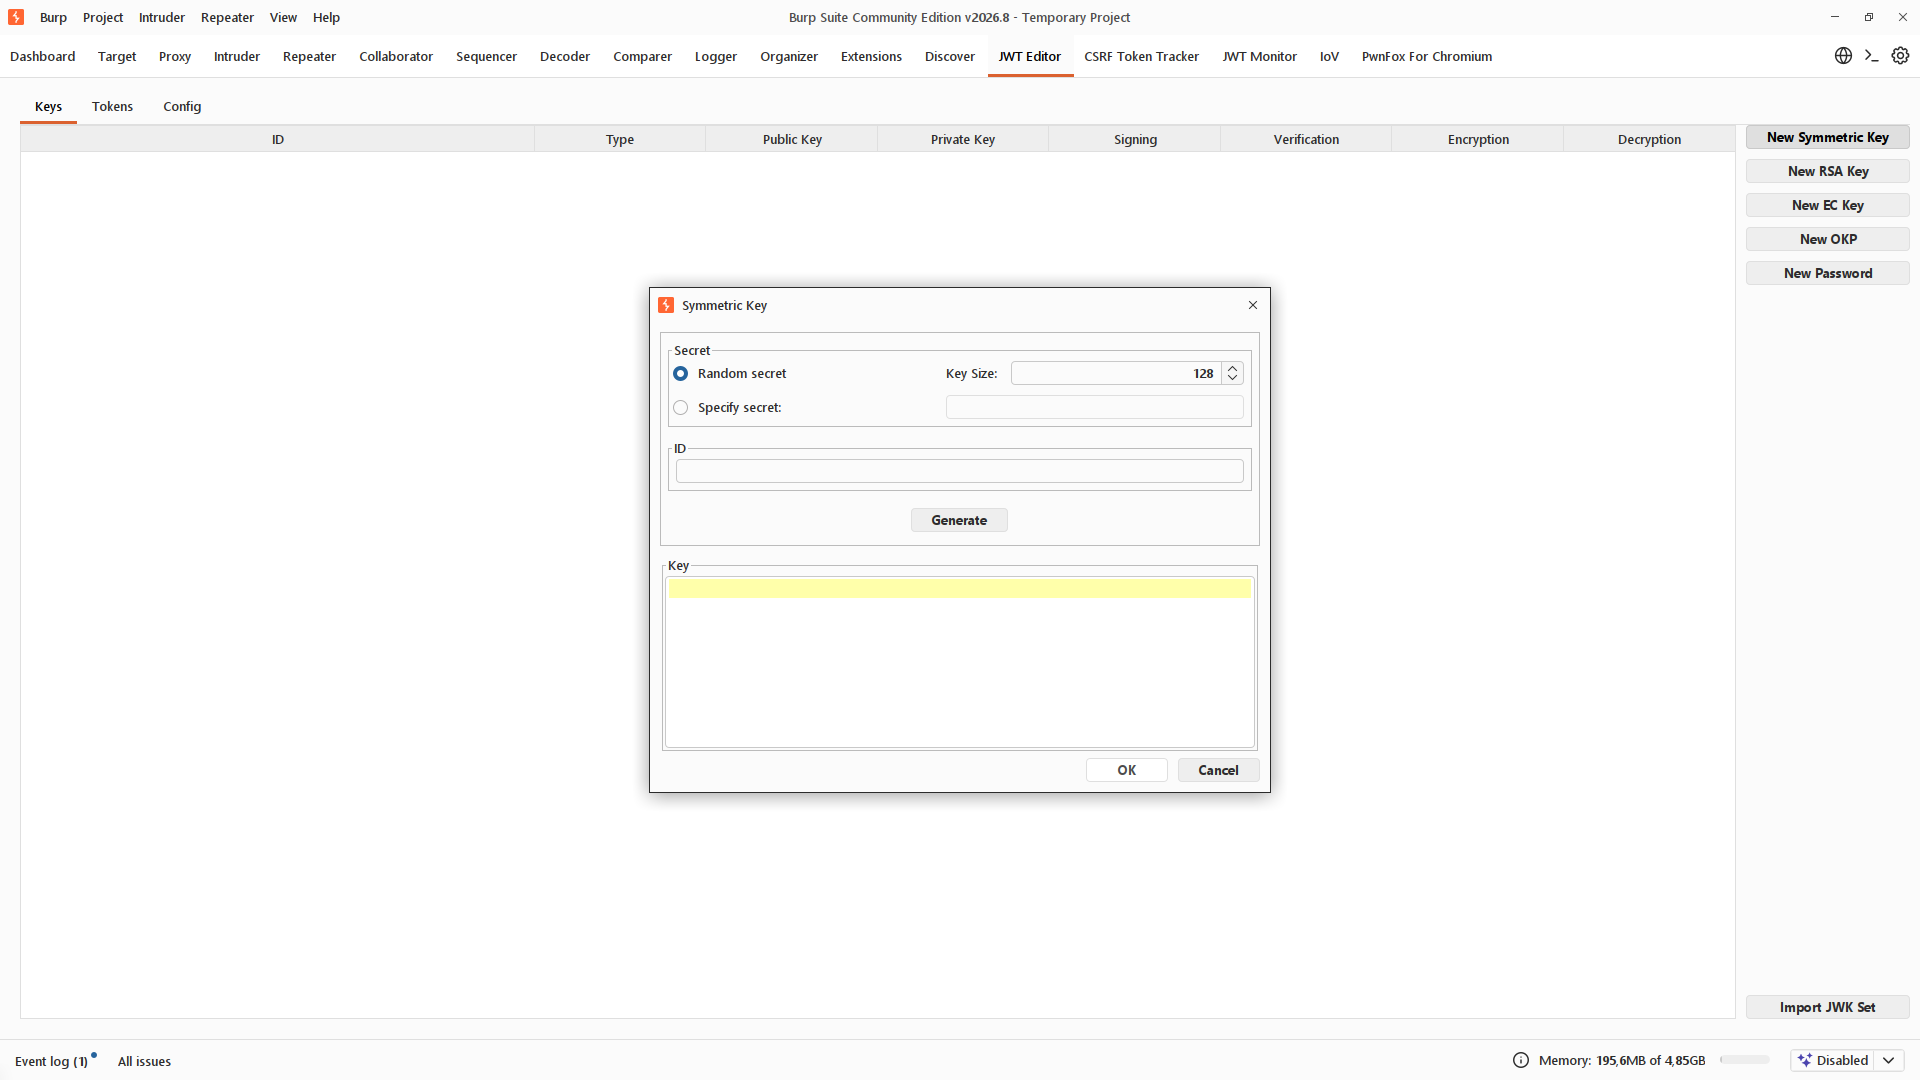 Burp Project Intruder Repeater View Help
Burp Suite Community Edition v2026.8 - Temporary Project
Dashboard Target Proxy Intruder Repeater Collaborator Sequencer Decoder Comparer Logger Organizer Extensions Discover JWT Editor CSRF Token Tracker JWT Monitor IoV PwnFox For Chromium
Keys Tokens Config
ID Type Public Key Private Key Signing Verification Encryption Decryption
New Symmetric Key
New RSA Key
New EC Key
New OKP
New Password
Symmetric Key
Secret
Random secret Key Size: 128
Specify secret:
ID
Generate
Key
OK Cancel
Import JWK Set
Event log (1) All issues
Memory: 195,6MB of 4,85GB
Disabled